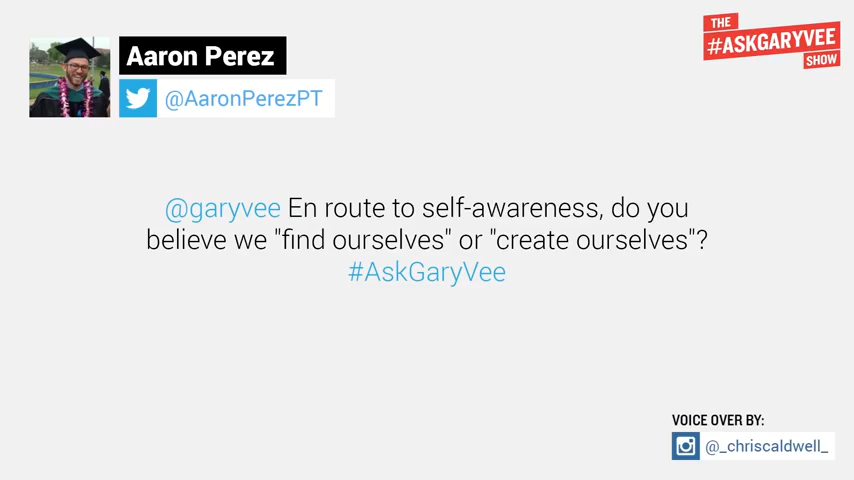 Aaron Perez
@AaronPerezPT
THE
#ASKGARYVEE
SHOW
@garyvee En route to self-awareness, do you
believe we "find ourselves" or "create ourselves"?
#AskGaryVee
VOICE OVER BY:
@_chriscaldwell_